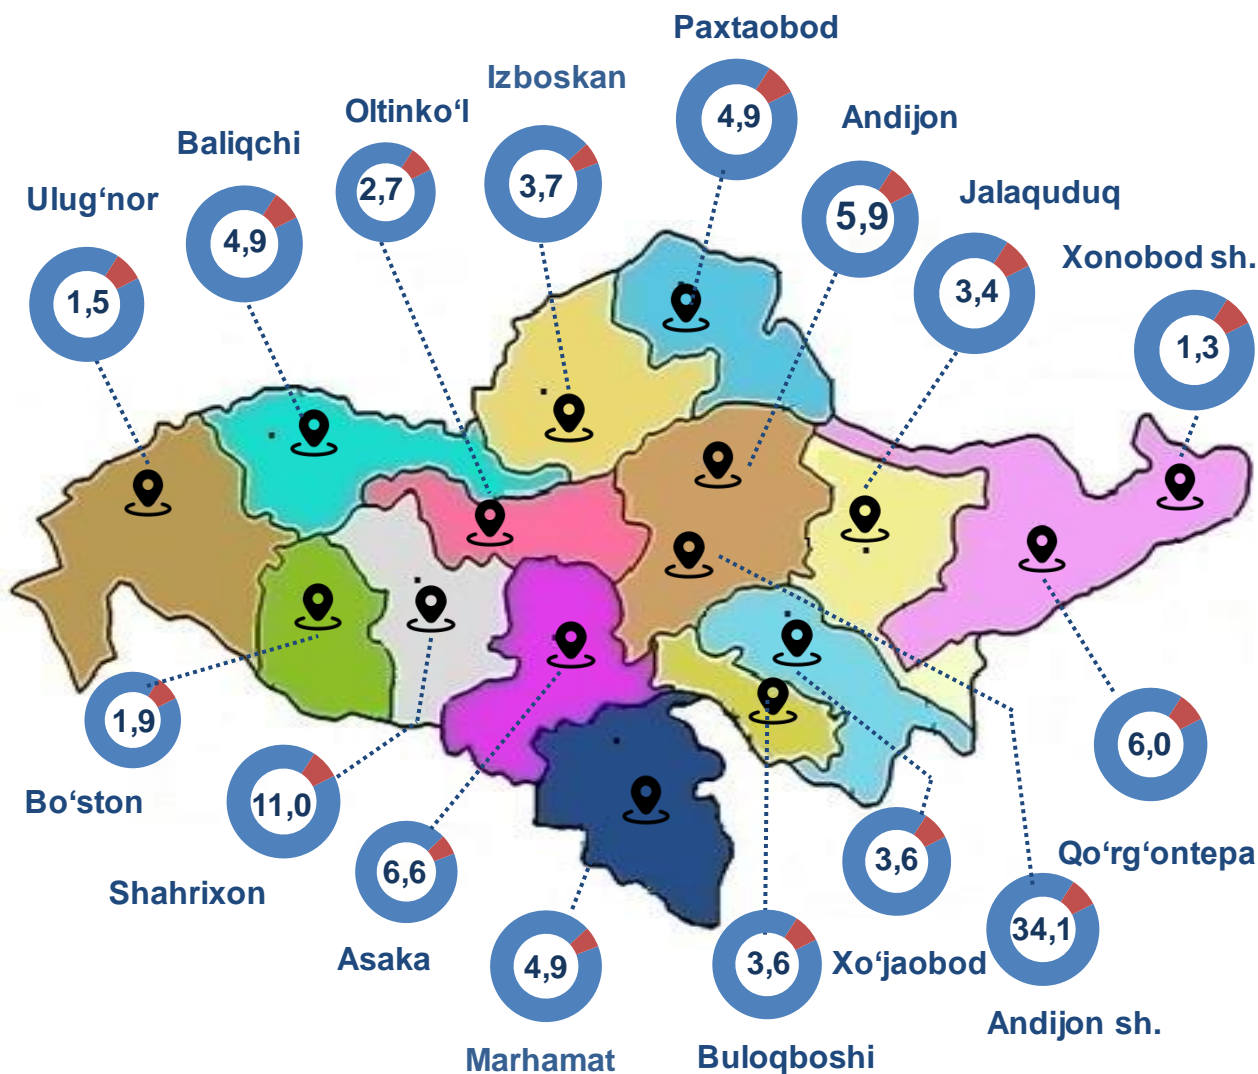 Paxtaobod
4,9
Izboskan
3,7
Oltinko‘l
2,7
Andijon
5,9
Baliqchi
4,9
Jalaquduq
3,4
Ulug‘nor
1,5
Xonobod sh.
1,3
1,9
Bo‘ston
11,0
Shahrixon
6,6
Asaka
4,9
Marhamat
3,6
Buloqboshi
3,6
Xo‘jaobod
6,0
Qo‘rg‘ontepa
34,1
Andijon sh.